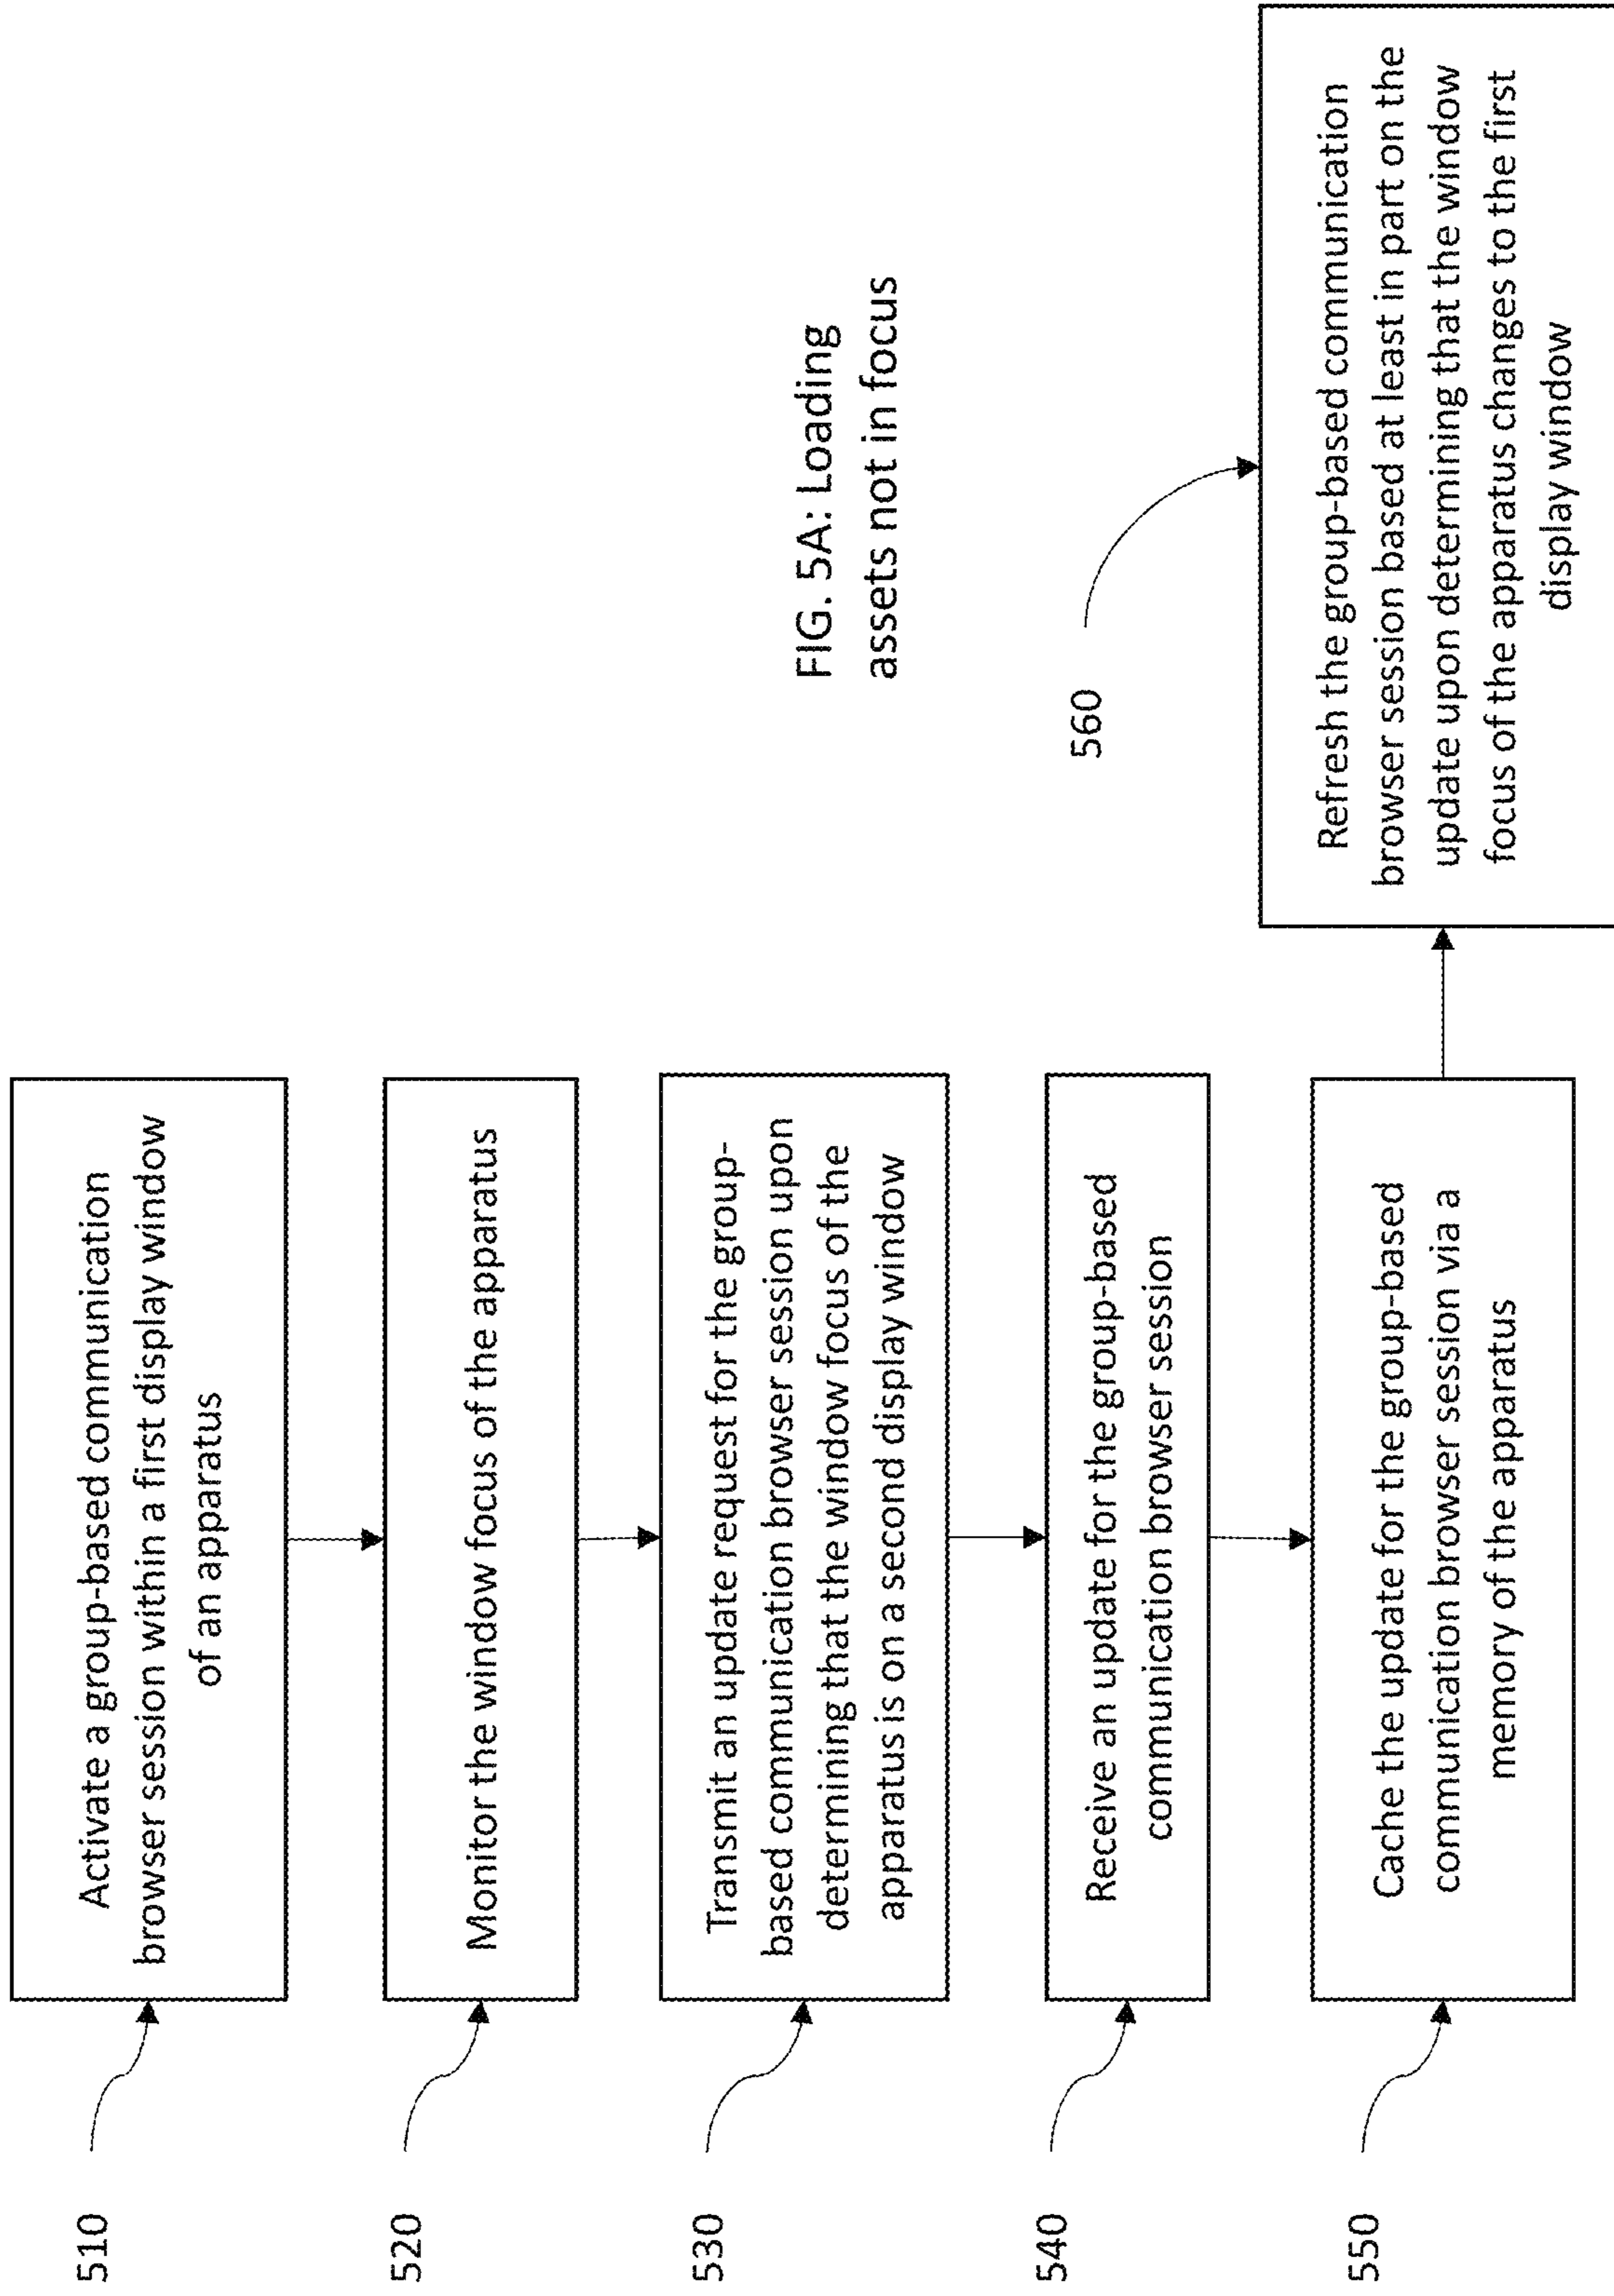 510
Activate a group-based communication
browser session within a first display window
of an apparatus
520
Monitor the window focus of the apparatus
530
Transmit an update request for the group-
based communication browser session upon
determining that the window focus of the
apparatus is on a second display window
540
Receive an update for the group-based
communication browser session
550
Cache the update for the group-based
communication browser session via a
memory of the apparatus
FIG. 5A: Loading
assets not in focus
560
Refresh the group-based communication
browser session based at least in part on the
update upon determining that the window
focus of the apparatus changes to the first
display window